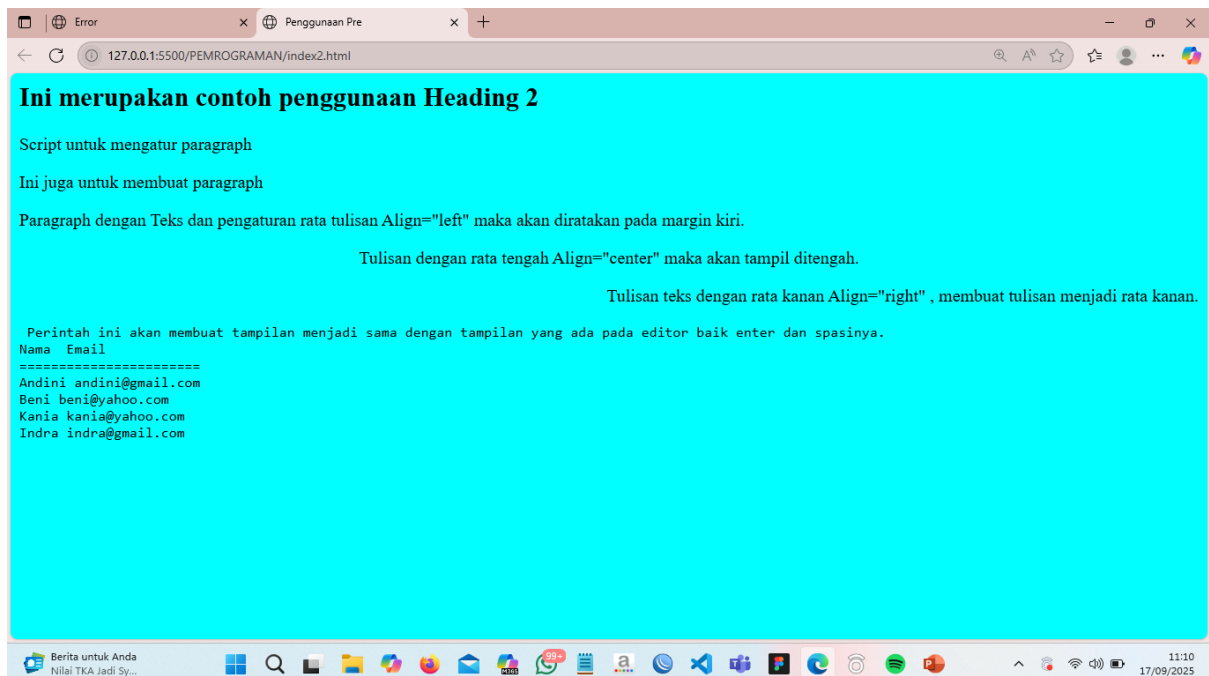 Error
Penggunaan Pre
127.0.0.1:5500/PEMROGRAMAN/index2.html
Ini merupakan contoh penggunaan Heading 2
Script untuk mengatur paragraph
Ini juga untuk membuat paragraph
Paragraph dengan Teks dan pengaturan rata tulisan Align="left" maka akan diratakan pada margin kiri.
Tulisan dengan rata tengah Align="center" maka akan tampil ditengah.
Tulisan teks dengan rata kanan Align="right" , membuat tulisan menjadi rata kanan.
Perintah ini akan membuat tampilan menjadi sama dengan tampilan yang ada pada editor baik enter dan spasinya.
Nama  Email
=======================
Andini andini@gmail.com
Beni beni@yahoo.com
Kania kania@yahoo.com
Indra indra@gmail.com
Berita untuk Anda
Nilai TKA Jadi Sy...
M365
99+
a
11:10
17/09/2025